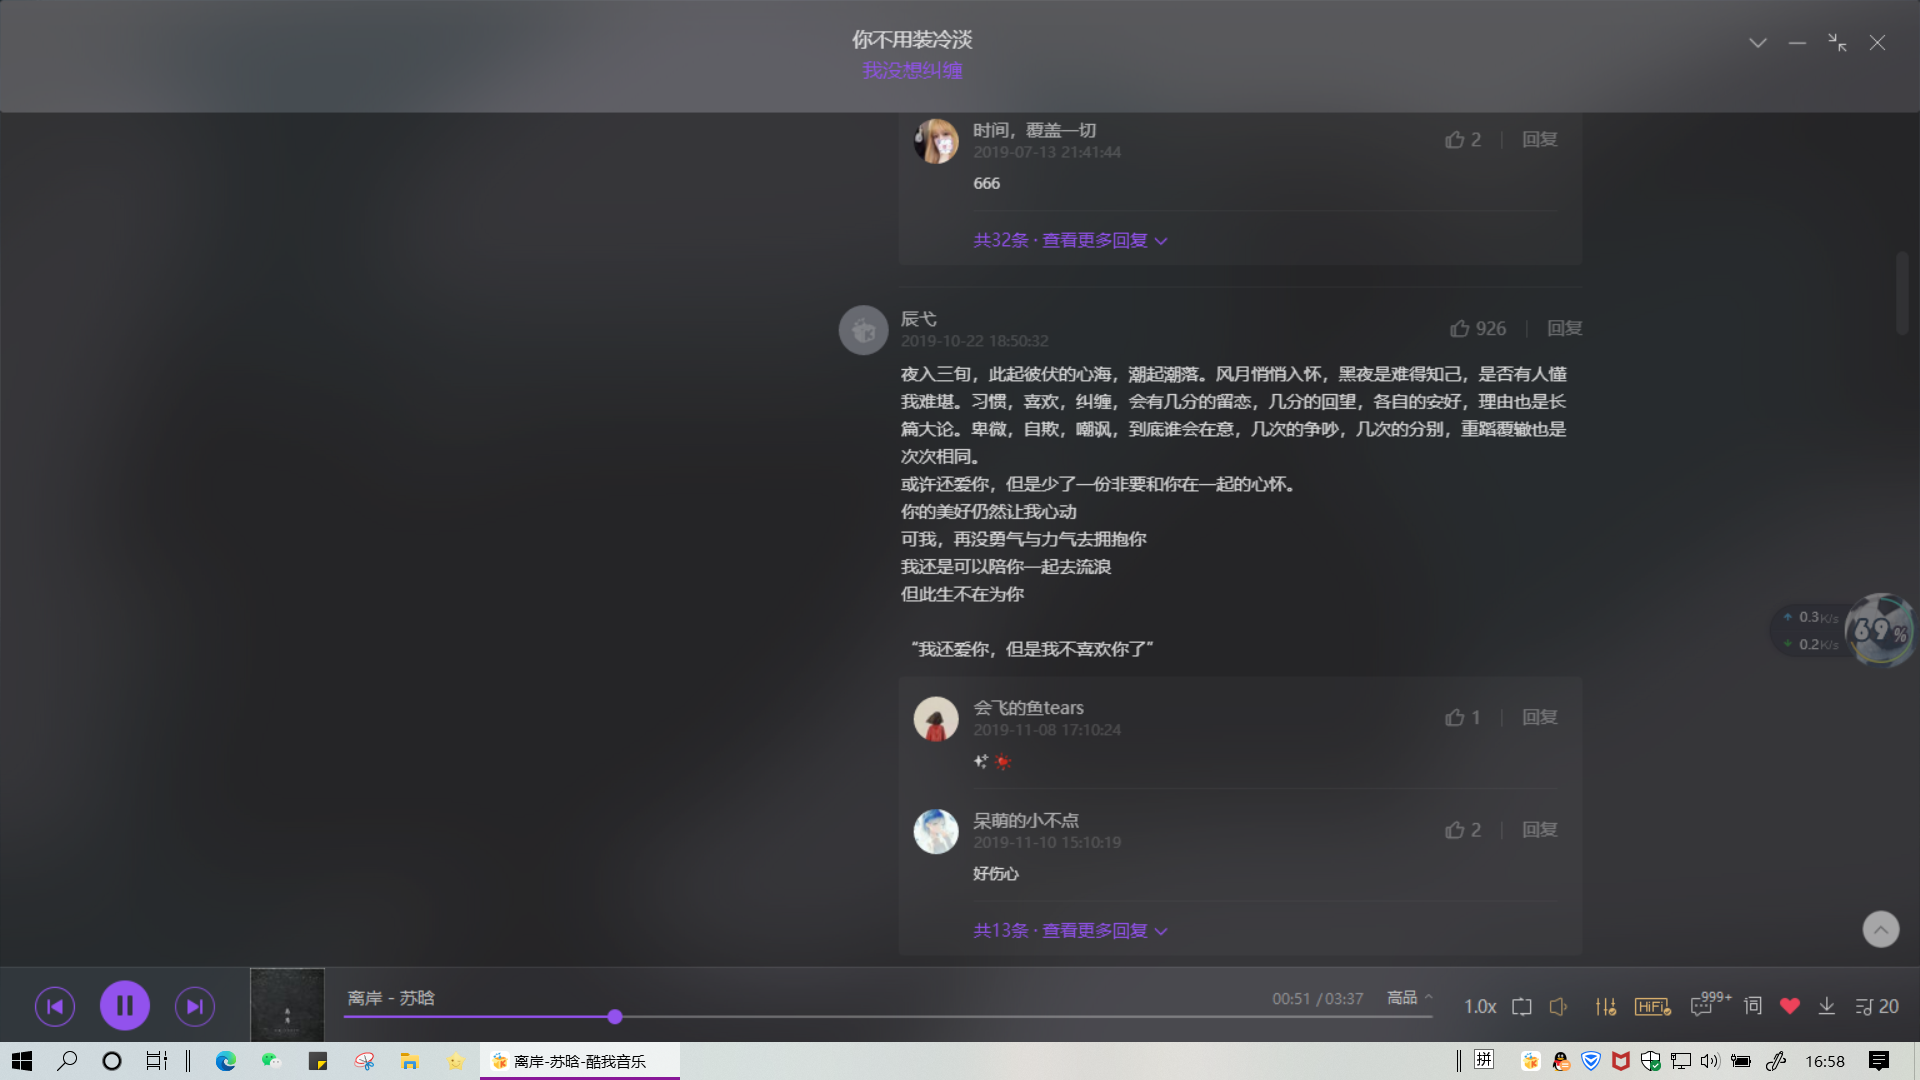 你不用装冷淡
我没想纠缠
时间，覆盖一切
2019-07-13 21:41:44
2
回复
666
共32条 · 查看更多回复
辰弋
2019-10-22 18:50:32
926
回复
夜入三旬，此起彼伏的心海，潮起潮落。风月悄悄入怀，黑夜是难得知己，是否有人懂
我难堪。习惯，喜欢，纠缠，会有几分的留恋，几分的回望，各自的安好，理由也是长
篇大论。卑微，自欺，嘲讽，到底谁会在意，几次的争吵，几次的分别，重蹈覆辙也是
次次相同。
或许还爱你，但是少了一份非要和你在一起的心怀。
你的美好仍然让我心动
可我，再没勇气与力气去拥抱你
我还是可以陪你一起去流浪
但此生不在为你
“我还爱你，但是我不喜欢你了”
会飞的鱼tears
2019-11-08 17:10:24
1
回复
呆萌的小不点
2019-11-10 15:10:19
2
回复
好伤心
共13条 · 查看更多回复
0.3K/s
0.2K/s
69%
离岸 - 苏晗
00:51 /03:37
高品
1.0x
HiFi
999+
词
20
离岸-苏晗-酷我音乐
拼
16:58